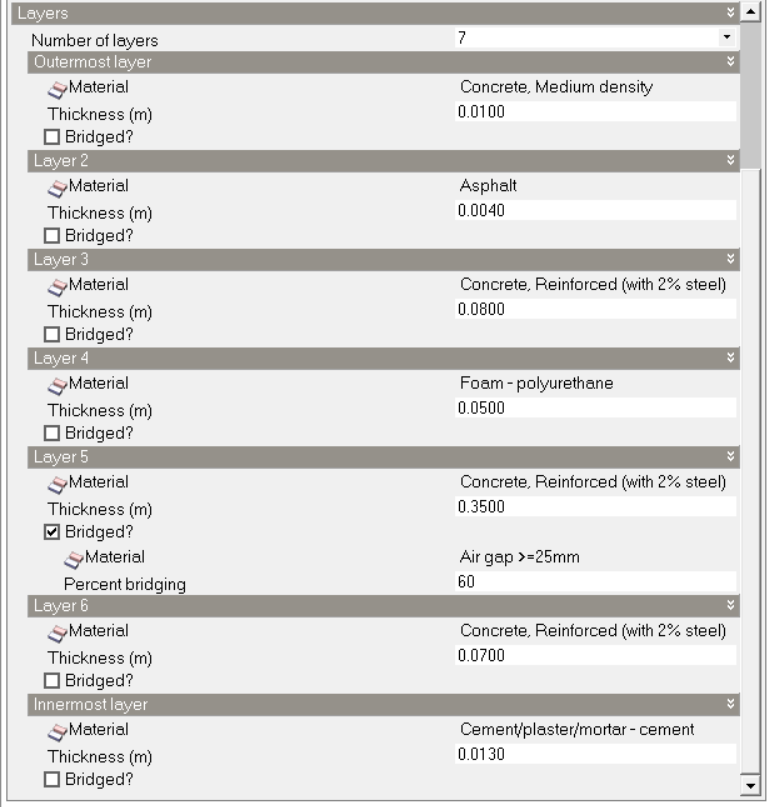 Layers
Number of layers 7
Outermost layer
Material Concrete, Medium density
Thickness (m) 0.0100
Bridged?
Layer 2
Material Asphalt
Thickness (m) 0.0040
Bridged?
Layer 3
Material Concrete, Reinforced (with 2% steel)
Thickness (m) 0.0800
Bridged?
Layer 4
Material Foam - polyurethane
Thickness (m) 0.0500
Bridged?
Layer 5
Material Concrete, Reinforced (with 2% steel)
Thickness (m) 0.3500
Bridged?
Material Air gap >=25mm
Percent bridging 60
Layer 6
Material Concrete, Reinforced (with 2% steel)
Thickness (m) 0.0700
Bridged?
Innermost layer
Material Cement/plaster/mortar - cement
Thickness (m) 0.0130
Bridged?